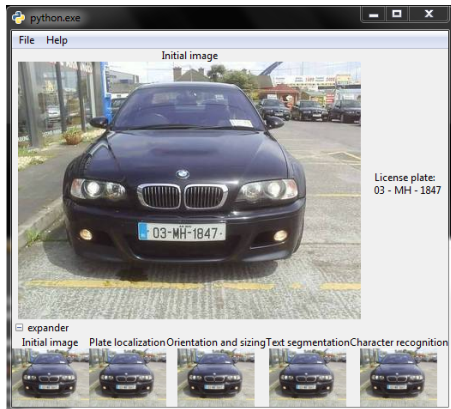 python.exe
File Help
Initial image
03-MH-1847
License plate:
03 - MH - 1847
expander
Initial image Plate localization Orientation and sizing Text segmentation Character recognition